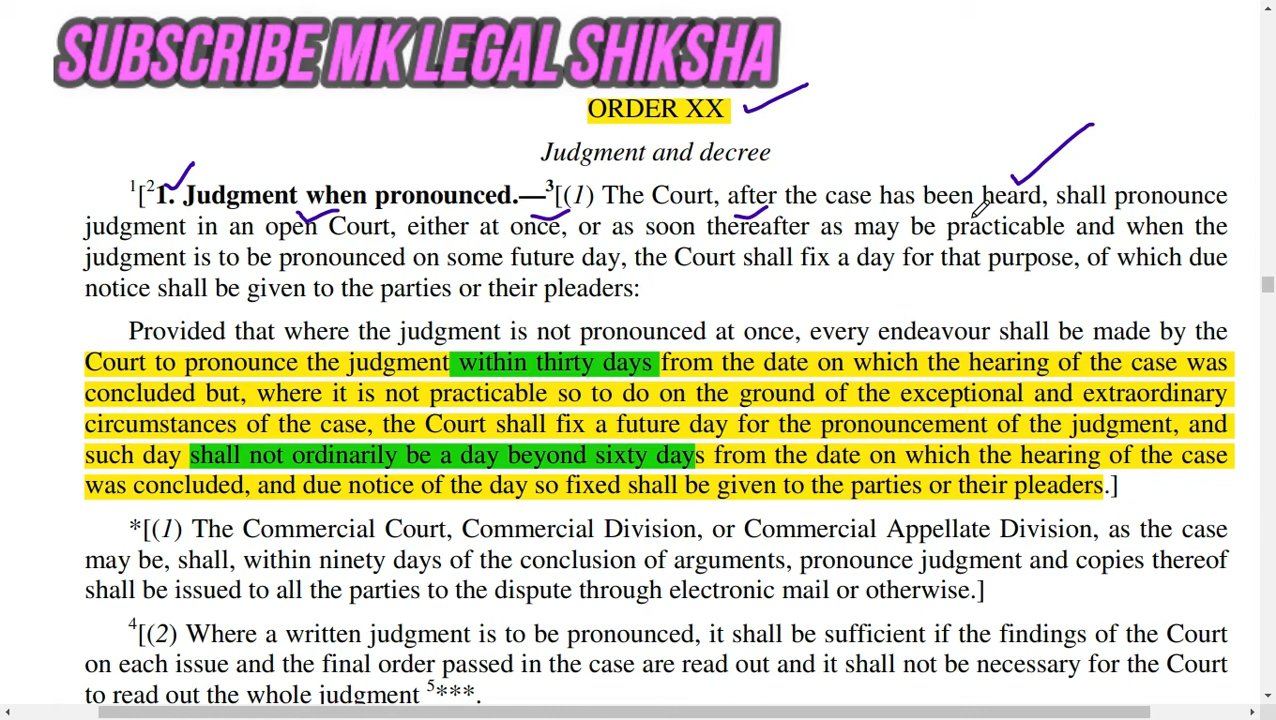 SUBSCRIBE MK LEGAL SHIKSHA
ORDER XX
Judgment and decree
1[21. Judgment when pronounced.—3[(1) The Court, after the case has been heard, shall pronounce
judgment in an open Court, either at once, or as soon thereafter as may be practicable and when the
judgment is to be pronounced on some future day, the Court shall fix a day for that purpose, of which due
notice shall be given to the parties or their pleaders:
Provided that where the judgment is not pronounced at once, every endeavour shall be made by the
Court to pronounce the judgment within thirty days from the date on which the hearing of the case was
concluded but, where it is not practicable so to do on the ground of the exceptional and extraordinary
circumstances of the case, the Court shall fix a future day for the pronouncement of the judgment, and
such day shall not ordinarily be a day beyond sixty days from the date on which the hearing of the case
was concluded, and due notice of the day so fixed shall be given to the parties or their pleaders.]
*[(1) The Commercial Court, Commercial Division, or Commercial Appellate Division, as the case
may be, shall, within ninety days of the conclusion of arguments, pronounce judgment and copies thereof
shall be issued to all the parties to the dispute through electronic mail or otherwise.]
4[(2) Where a written judgment is to be pronounced, it shall be sufficient if the findings of the Court
on each issue and the final order passed in the case are read out and it shall not be necessary for the Court
to read out the whole judgment 5***.